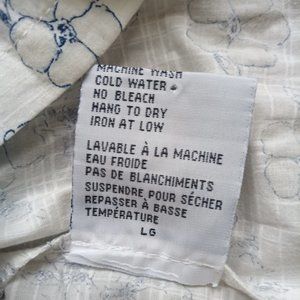 MACHINE WASH
COLD WATER
NO BLEACH
HANG TO DRY
IRON AT LOW
LAVABLE À LA MACHINE
EAU FROIDE
PAS DE BLANCHIMENTS
SUSPENDRE POUR SÉCHER
REPASSER À BASSE
TEMPÉRATURE
LG